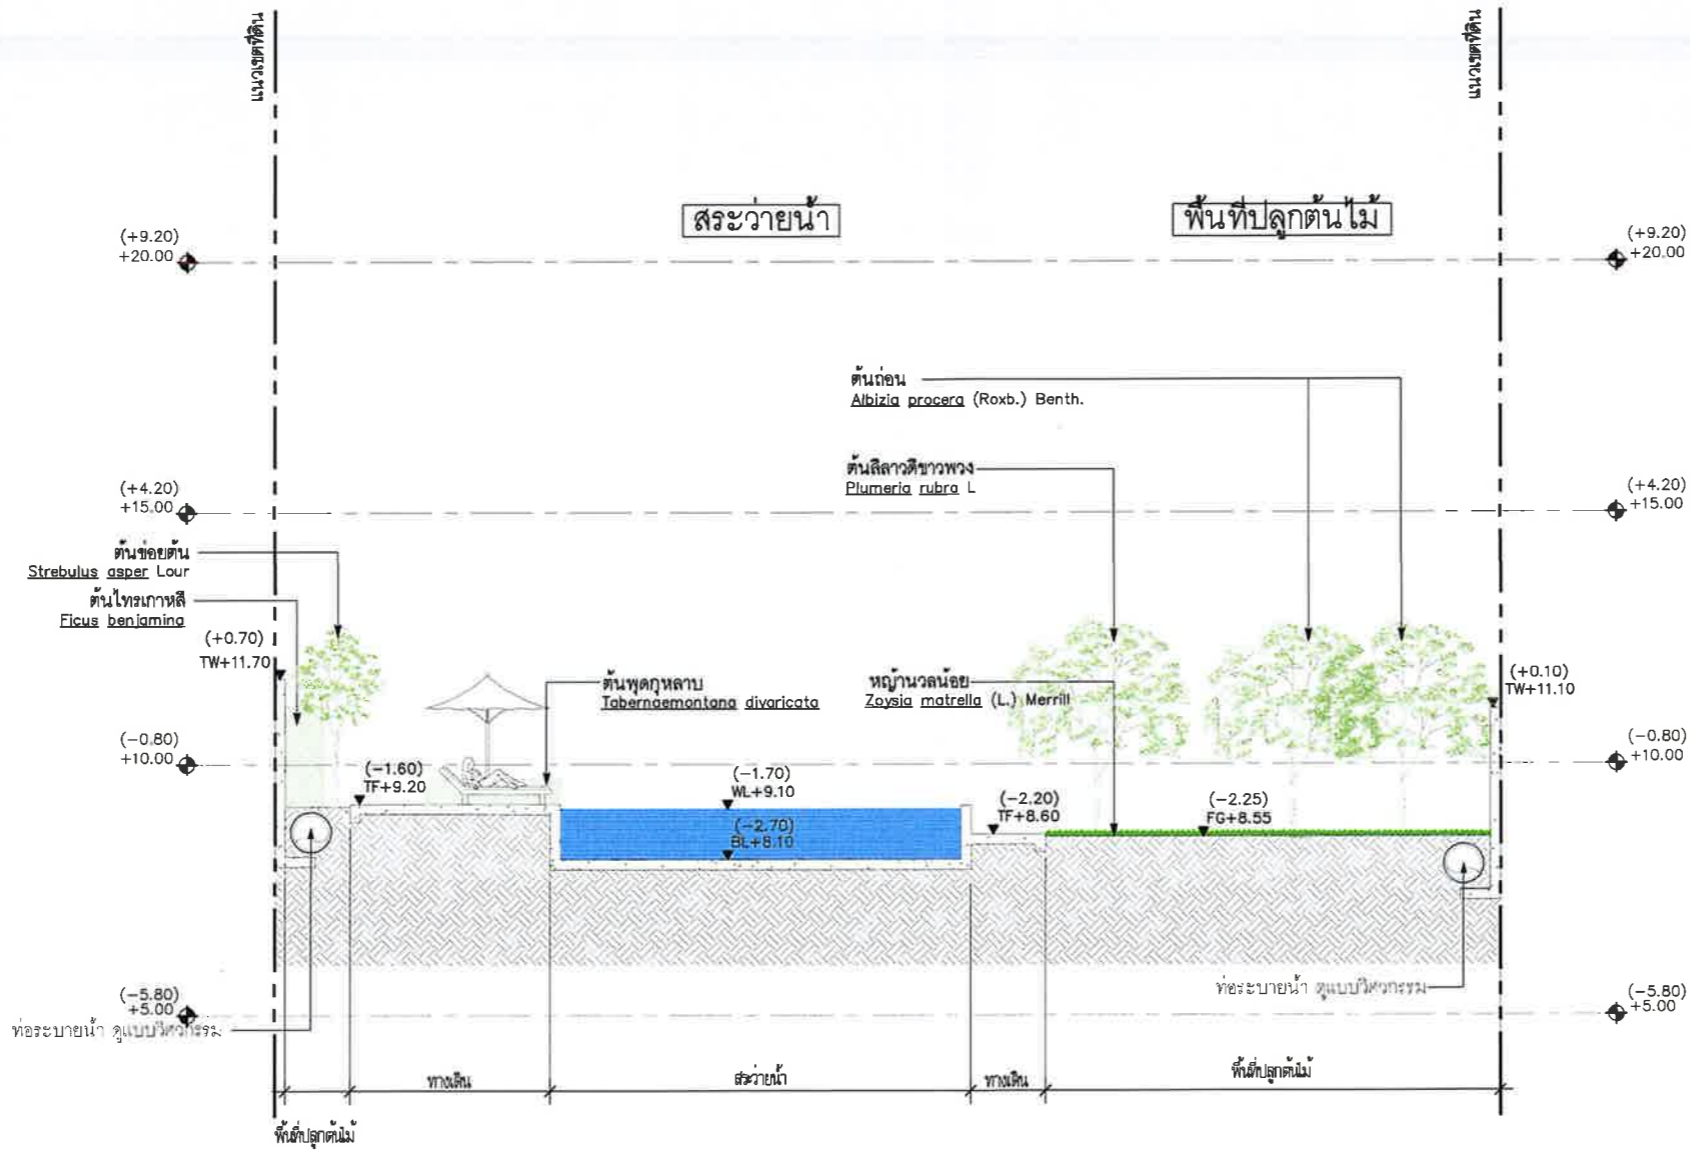 แนวเขตที่ดิน
แนวเขตที่ดิน
สระว่ายน้ำ
พื้นที่ปลูกต้นไม้
(+9.20)
+20.00
(+9.20)
+20.00
ต้นถ่อน
Albizia procera (Roxb.) Benth.
ต้นลีลาวดีขาวพวง
Plumeria rubra L
(+4.20)
+15.00
(+4.20)
+15.00
ต้นข่อยต้น
Strebulus asper Lour
ต้นไทรเกาหลี
Ficus benjamina
(+0.70)
TW+11.70
ต้นพุดกุหลาบ
Tabernaemontana divaricata
หญ้านวลน้อย
Zoysia matrella (L.) Merrill
(+0.10)
TW+11.10
(-0.80)
+10.00
(-0.80)
+10.00
(-1.60)
TF+9.20
(-1.70)
WL+9.10
(-2.70)
BL+8.10
(-2.20)
TF+8.60
(-2.25)
FG+8.55
ท่อระบายน้ำ ดูแบบวิศวกรรม
(-5.80)
+5.00
(-5.80)
+5.00
ท่อระบายน้ำ ดูแบบวิศวกรรม
ทางเดิน
สระว่ายน้ำ
ทางเดิน
พื้นที่ปลูกต้นไม้
พื้นที่ปลูกต้นไม้